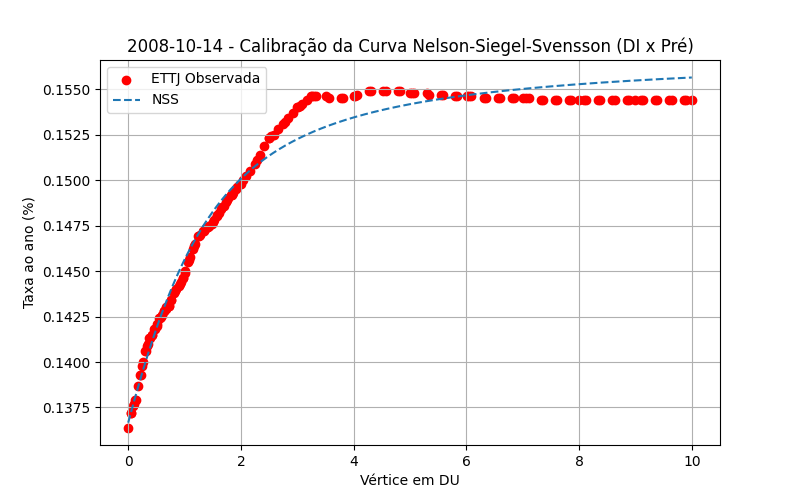 2008-10-14 - Calibração da Curva Nelson-Siegel-Svensson (DI x Pré)
ETTJ Observada
NSS
Taxa ao ano (%)
0.1550
0.1525
0.1500
0.1475
0.1450
0.1425
0.1400
0.1375
0 2 4 6 8 10
Vértice em DU